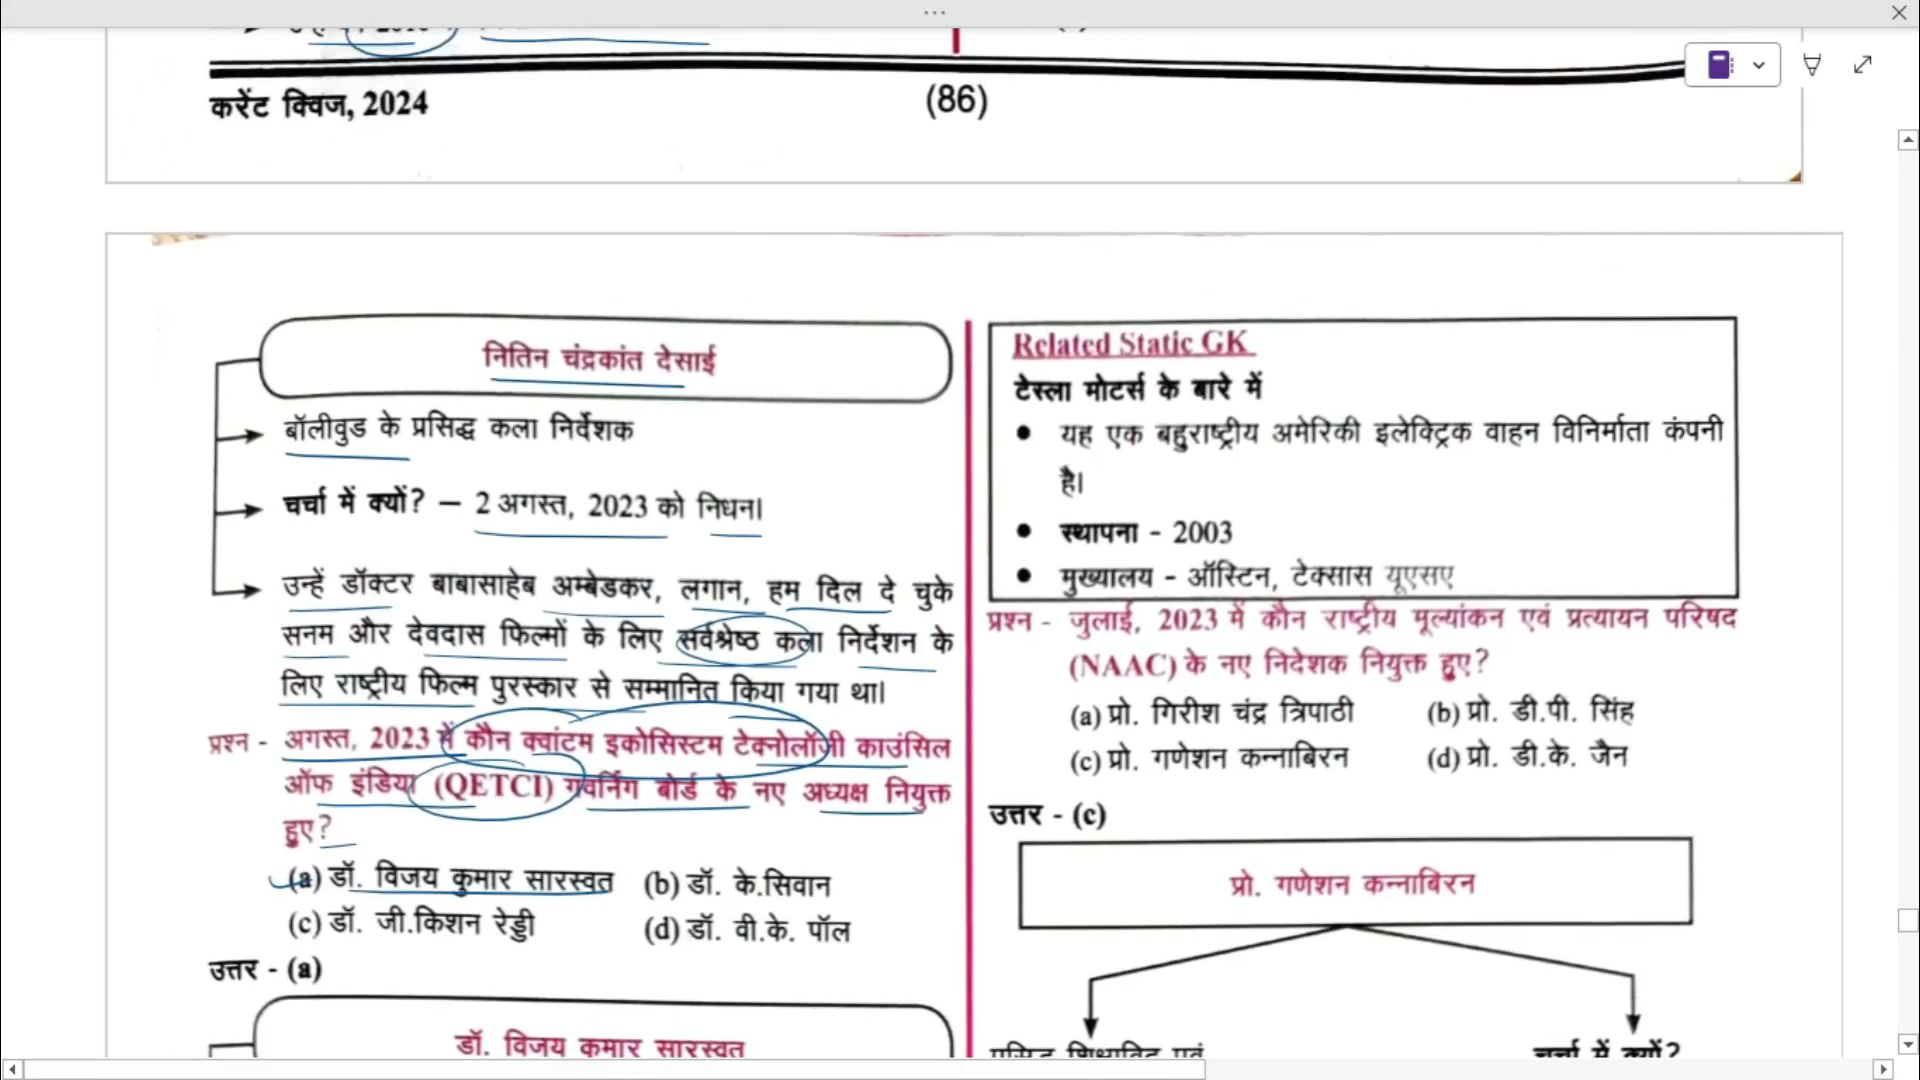 करेंट क्विज, 2024
(86)
नितिन चंद्रकांत देसाई
बॉलीवुड के प्रसिद्ध कला निर्देशक
चर्चा में क्यों? – 2 अगस्त, 2023 को निधन।
उन्हें डॉक्टर बाबासाहेब अम्बेडकर, लगान, हम दिल दे चुके
सनम और देवदास फिल्मों के लिए सर्वश्रेष्ठ कला निर्देशन के
लिए राष्ट्रीय फिल्म पुरस्कार से सम्मानित किया गया था।
प्रश्न - अगस्त, 2023 में कौन क्वांटम इकोसिस्टम टेक्नोलॉजी काउंसिल
ऑफ इंडिया (QETCI) गवर्निंग बोर्ड के नए अध्यक्ष नियुक्त
हुए?
(a) डॉ. विजय कुमार सारस्वत (b) डॉ. के.सिवान
(c) डॉ. जी.किशन रेड्डी (d) डॉ. वी.के. पॉल
उत्तर - (a)
डॉ. विजय कुमार सारस्वत
Related Static GK
टेस्ला मोटर्स के बारे में
● यह एक बहुराष्ट्रीय अमेरिकी इलेक्ट्रिक वाहन विनिर्माता कंपनी
है।
● स्थापना - 2003
● मुख्यालय - ऑस्टिन, टेक्सास यूएसए
प्रश्न - जुलाई, 2023 में कौन राष्ट्रीय मूल्यांकन एवं प्रत्यायन परिषद
(NAAC) के नए निदेशक नियुक्त हुए?
(a) प्रो. गिरीश चंद्र त्रिपाठी (b) प्रो. डी.पी. सिंह
(c) प्रो. गणेशन कन्नाबिरन (d) प्रो. डी.के. जैन
उत्तर - (c)
प्रो. गणेशन कन्नाबिरन
चर्चा में क्यों?